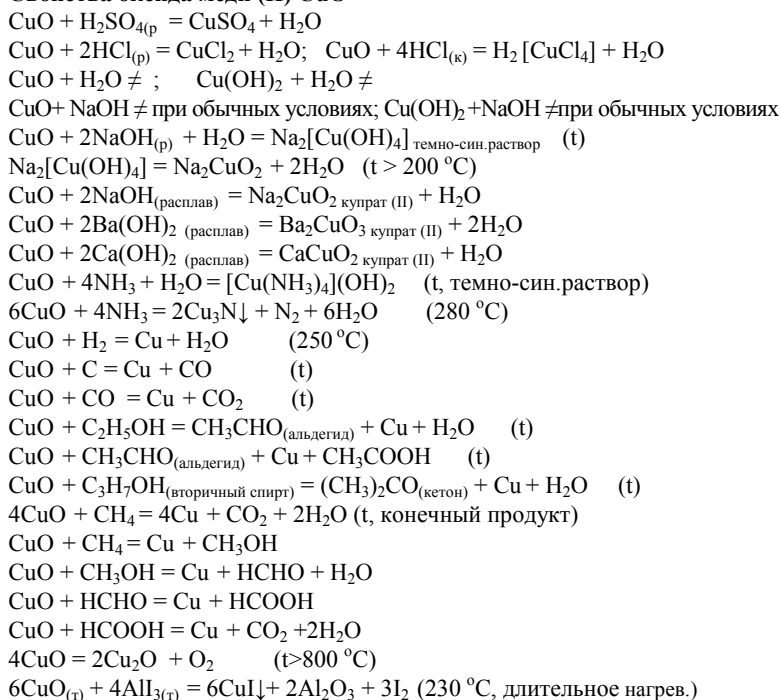 CuO + H₂SO₄₍р = CuSO₄ + H₂O
CuO + 2HCl₍р₎ = CuCl₂ + H₂O; CuO + 4HCl₍к₎ = H₂ [CuCl₄] + H₂O
CuO + H₂O ≠ ; Cu(OH)₂ + H₂O ≠
CuO+ NaOH ≠ при обычных условиях; Cu(OH)₂+NaOH ≠при обычных условиях
CuO + 2NaOH₍р₎ + H₂O = Na₂[Cu(OH)₄] темно-син.раствор (t)
Na₂[Cu(OH)₄] = Na₂CuO₂ + 2H₂O (t > 200 °C)
CuO + 2NaOH(расплав) = Na₂CuO₂ купрат (II) + H₂O
CuO + 2Ba(OH)₂ (расплав) = Ba₂CuO₃ купрат (II) + 2H₂O
CuO + 2Ca(OH)₂ (расплав) = CaCuO₂ купрат (II) + H₂O
CuO + 4NH₃ + H₂O = [Cu(NH₃)₄](OH)₂ (t, темно-син.раствор)
6CuO + 4NH₃ = 2Cu₃N↓ + N₂ + 6H₂O (280 °C)
CuO + H₂ = Cu + H₂O (250 °C)
CuO + C = Cu + CO (t)
CuO + CO = Cu + CO₂ (t)
CuO + C₂H₅OH = CH₃CHO(альдегид) + Cu + H₂O (t)
CuO + CH₃CHO(альдегид) + Cu + CH₃COOH (t)
CuO + C₃H₇OH(вторичный спирт) = (CH₃)₂CO(кетон) + Cu + H₂O (t)
4CuO + CH₄ = 4Cu + CO₂ + 2H₂O (t, конечный продукт)
CuO + CH₄ = Cu + CH₃OH
CuO + CH₃OH = Cu + HCHO + H₂O
CuO + HCHO = Cu + HCOOH
CuO + HCOOH = Cu + CO₂ +2H₂O
4CuO = 2Cu₂O + O₂ (t>800 °C)
6CuO₍т₎ + 4AlI₃₍т₎ = 6CuI↓+ 2Al₂O₃ + 3I₂ (230 °C, длительное нагрев.)